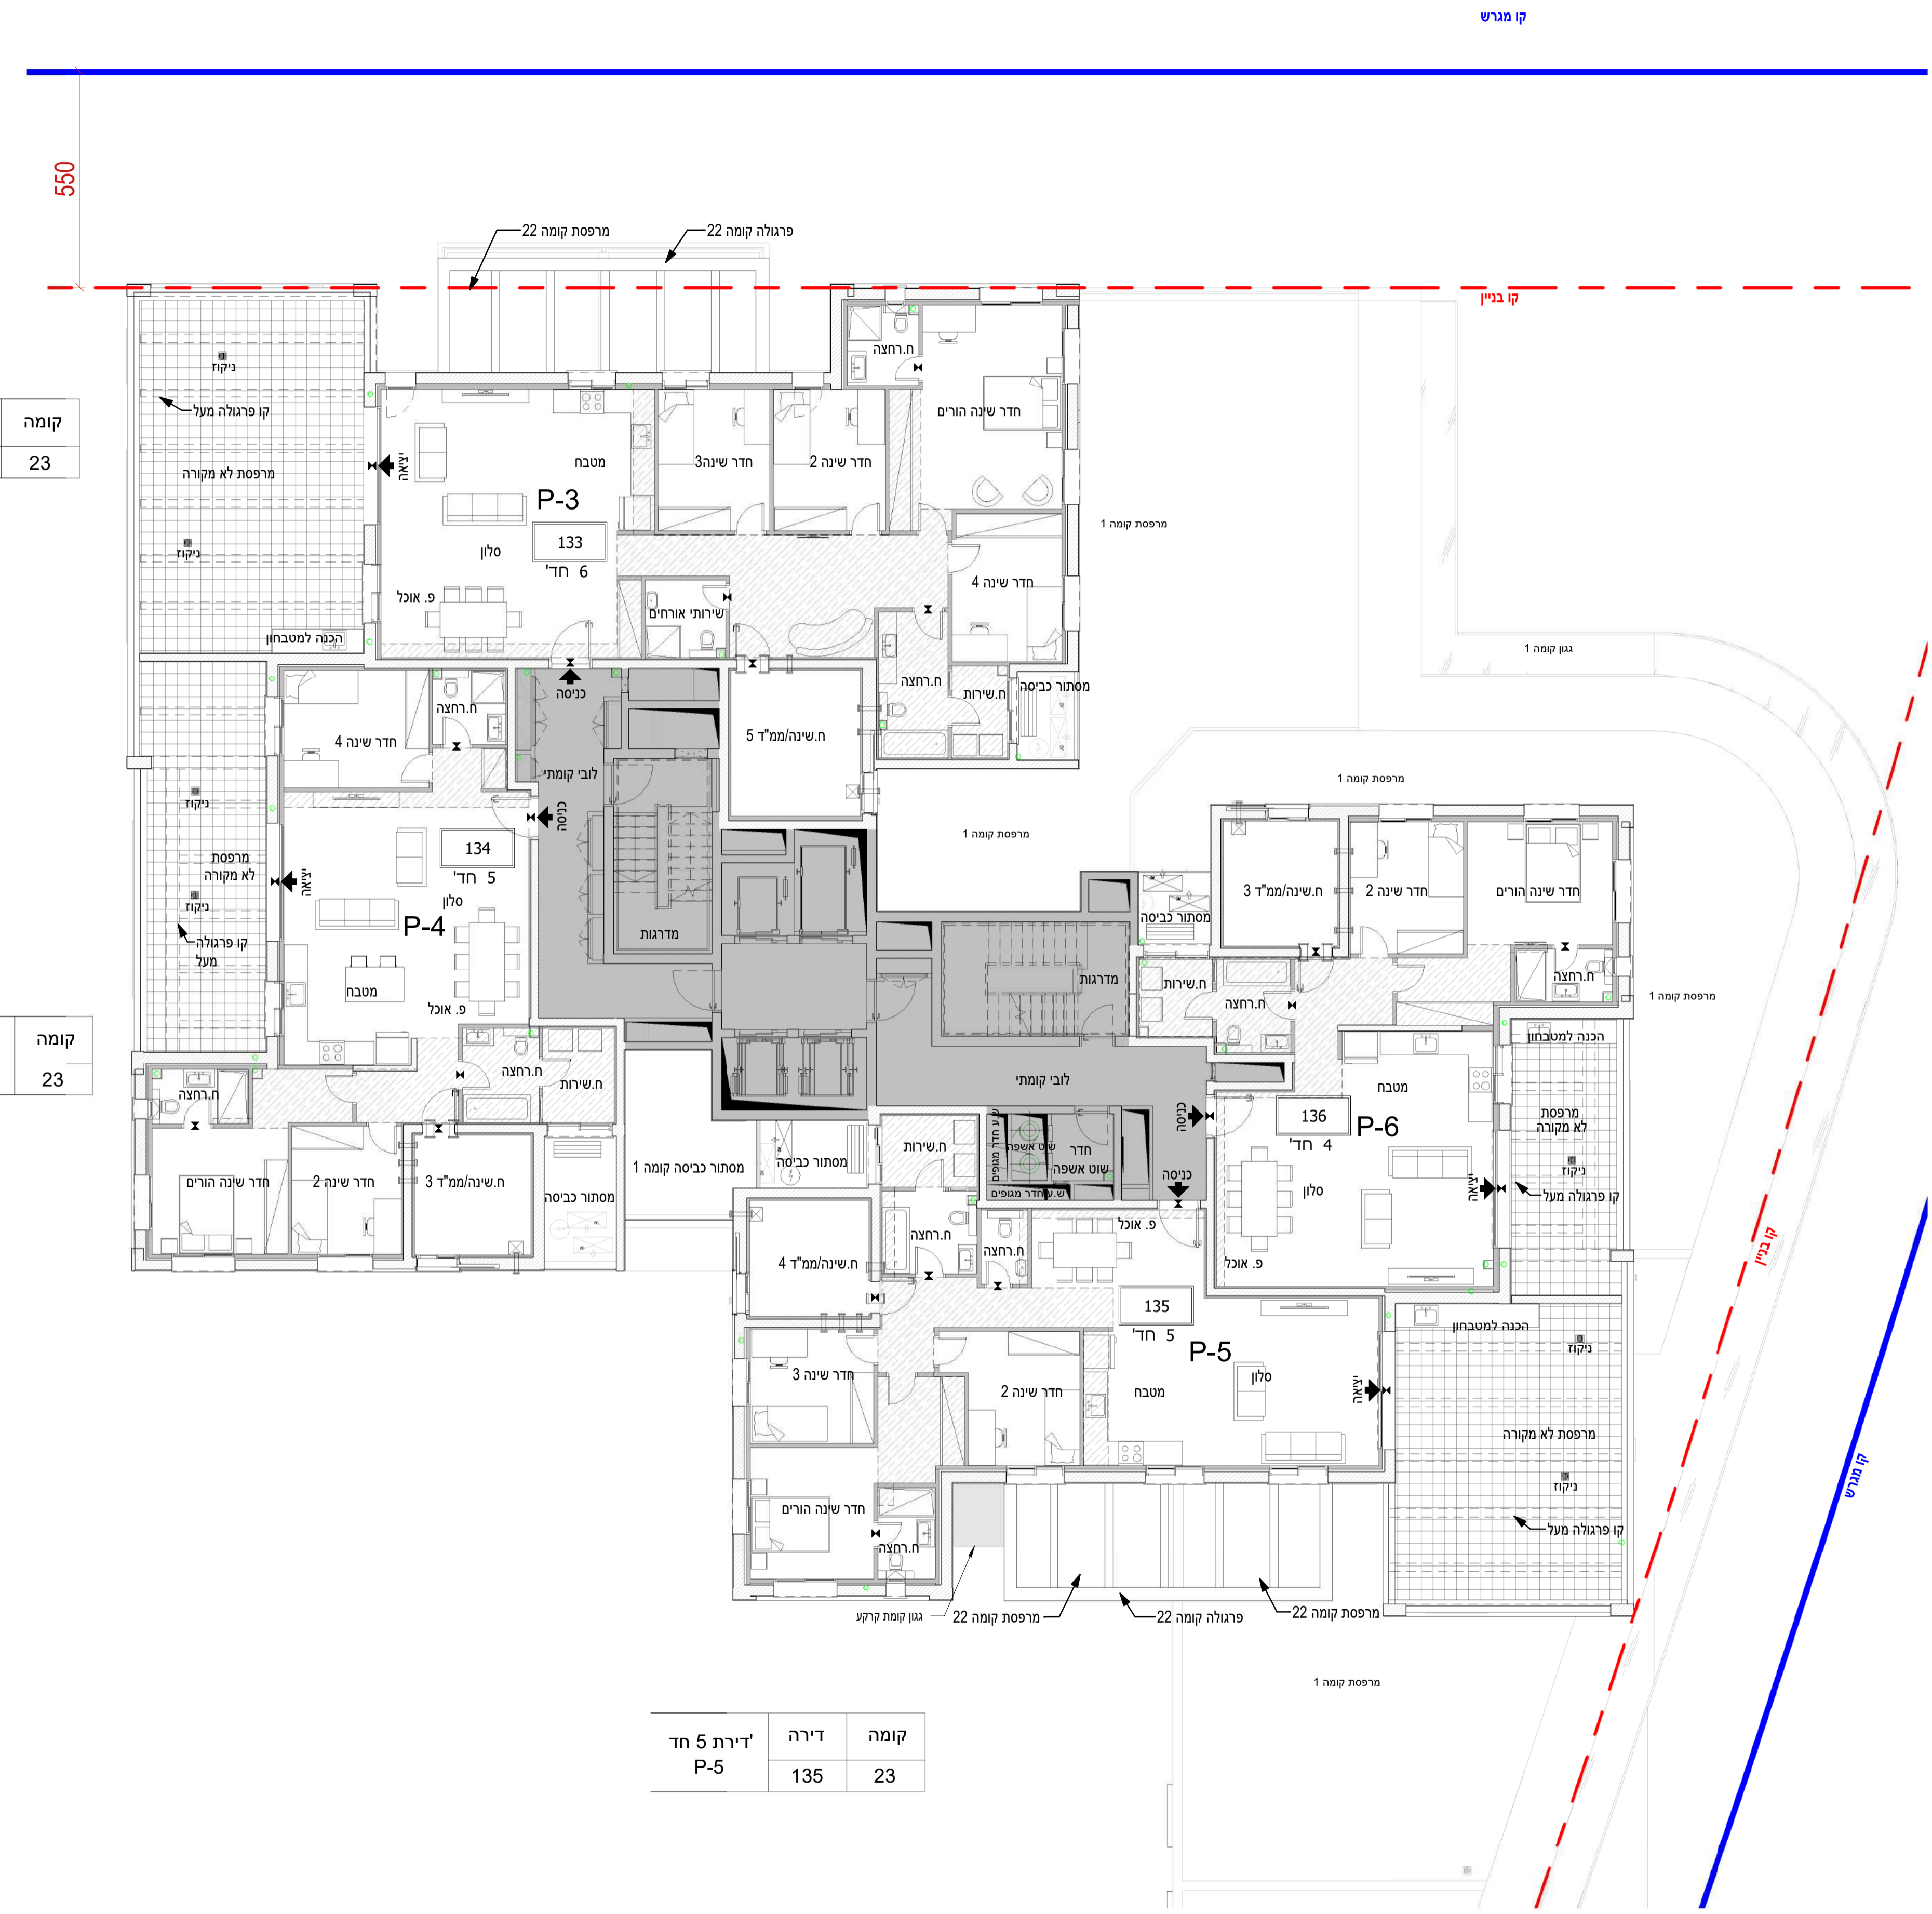 קו מגרש
550
מרפסת קומה 22
פרגולה קומה 22
קו בניין
ניקוז
קו פרגולה מעל
מרפסת לא מקורה
ניקוז
הכנה למטבחון
יציאה
קומה
23
מטבח
P-3
133
6 חד'
סלון
פ. אוכל
חדר שינה3
חדר שינה 2
ח.רחצה
חדר שינה הורים
חדר שינה 4
שירותי אורחים
ח.רחצה
ח.שירות
מסתור כביסה
ח.שינה/ממ"ד 5
כניסה
מרפסת קומה 1
גגון קומה 1
מרפסת קומה 1
מרפסת קומה 1
לובי קומתי
מדרגות
כניסה
חדר שינה 4
ח.רחצה
134
5 חד'
סלון
P-4
מטבח
פ. אוכל
יציאה
ניקוז
מרפסת
לא מקורה
ניקוז
קו פרגולה
מעל
קומה
23
ח.רחצה
ח.רחצה
ח.שירות
חדר שינה הורים
חדר שינה 2
ח.שינה/ממ"ד 3
מסתור כביסה
מסתור כביסה קומה 1
מסתור כביסה
מדרגות
לובי קומתי
מסתור כביסה
ח.שינה/ממ"ד 3
חדר שינה 2
חדר שינה הורים
ח.רחצה
ח.שירות
ח.רחצה
מרפסת קומה 1
הכנה למטבחון
מטבח
136
4 חד'
P-6
סלון
פ. אוכל
כניסה
יציאה
מרפסת
לא מקורה
ניקוז
קו פרגולה מעל
ש.ע חדר מגופים
שוט אשפה
חדר
שוט אשפה
ש.ע חדר מגופים
כניסה
ח.שירות
ח.רחצה
ח.רחצה
פ. אוכל
ח.שינה/ממ"ד 4
135
5 חד'
P-5
סלון
מטבח
חדר שינה 3
חדר שינה 2
חדר שינה הורים
ח.רחצה
יציאה
הכנה למטבחון
ניקוז
מרפסת לא מקורה
ניקוז
קו פרגולה מעל
קו בניין
קו מגרש
גגון קומת קרקע
מרפסת קומה 22
פרגולה קומה 22
מרפסת קומה 22
מרפסת קומה 1
קומה
דירה
דירת 5 חד'
P-5
23
135